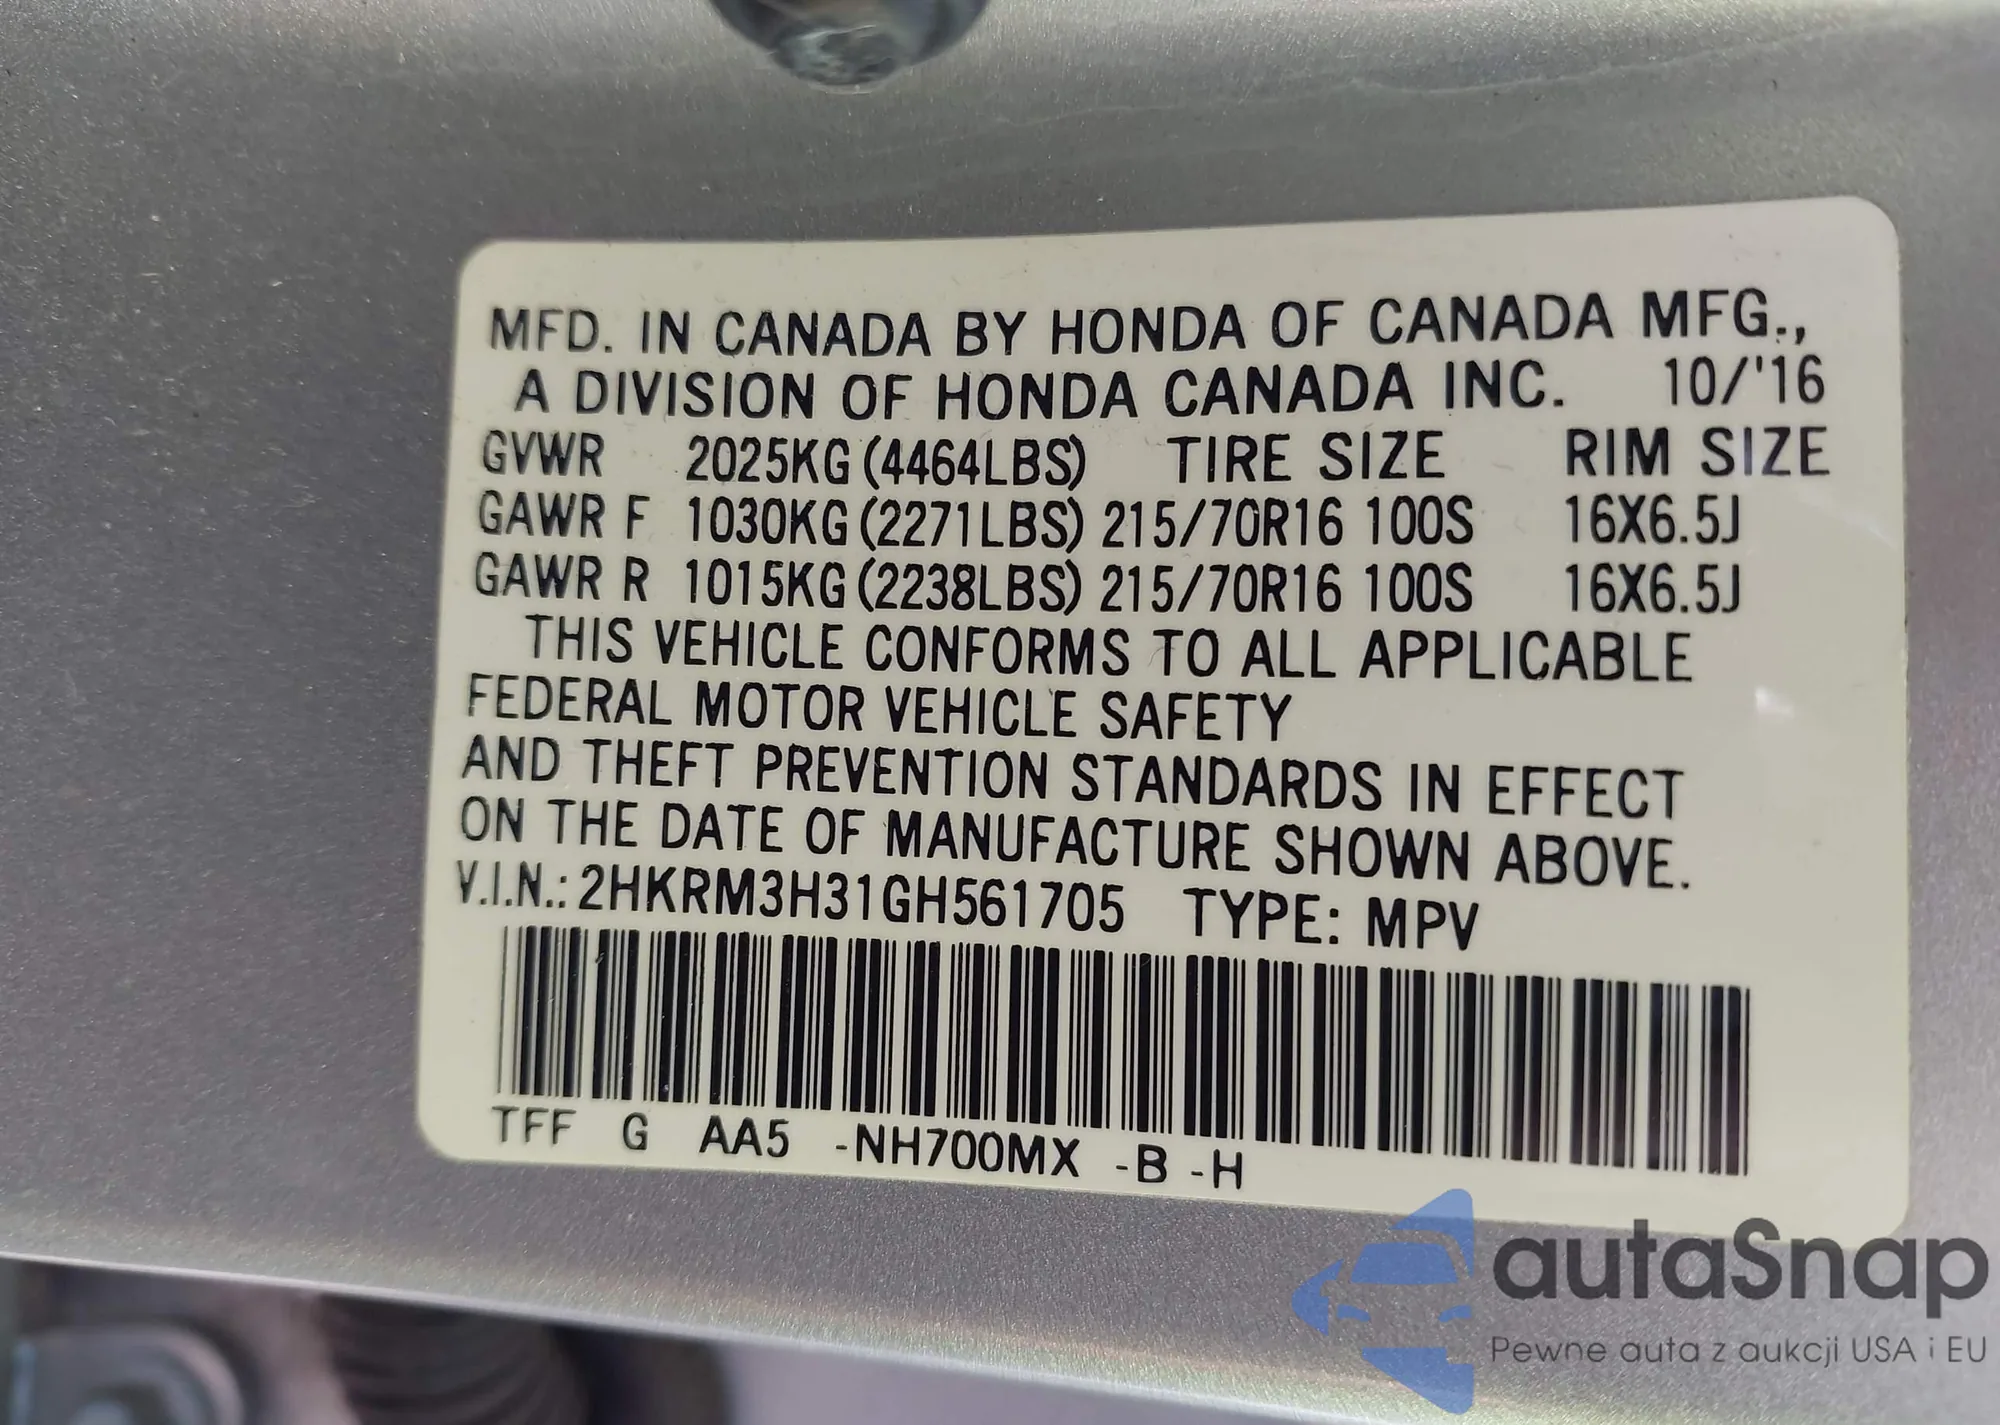 MFD. IN CANADA BY HONDA OF CANADA MFG.,
A DIVISION OF HONDA CANADA INC. 10/'16
GVWR 2025KG (4464LBS) TIRE SIZE RIM SIZE
GAWR F 1030KG (2271LBS) 215/70R16 100S 16X6.5J
GAWR R 1015KG (2238LBS) 215/70R16 100S 16X6.5J
THIS VEHICLE CONFORMS TO ALL APPLICABLE
FEDERAL MOTOR VEHICLE SAFETY
AND THEFT PREVENTION STANDARDS IN EFFECT
ON THE DATE OF MANUFACTURE SHOWN ABOVE.
V.I.N.: 2HKRM3H31GH561705 TYPE: MPV
TFF G AA5 -NH700MX -B -H
autaSnap
Pewne auta z aukcji USA i EU